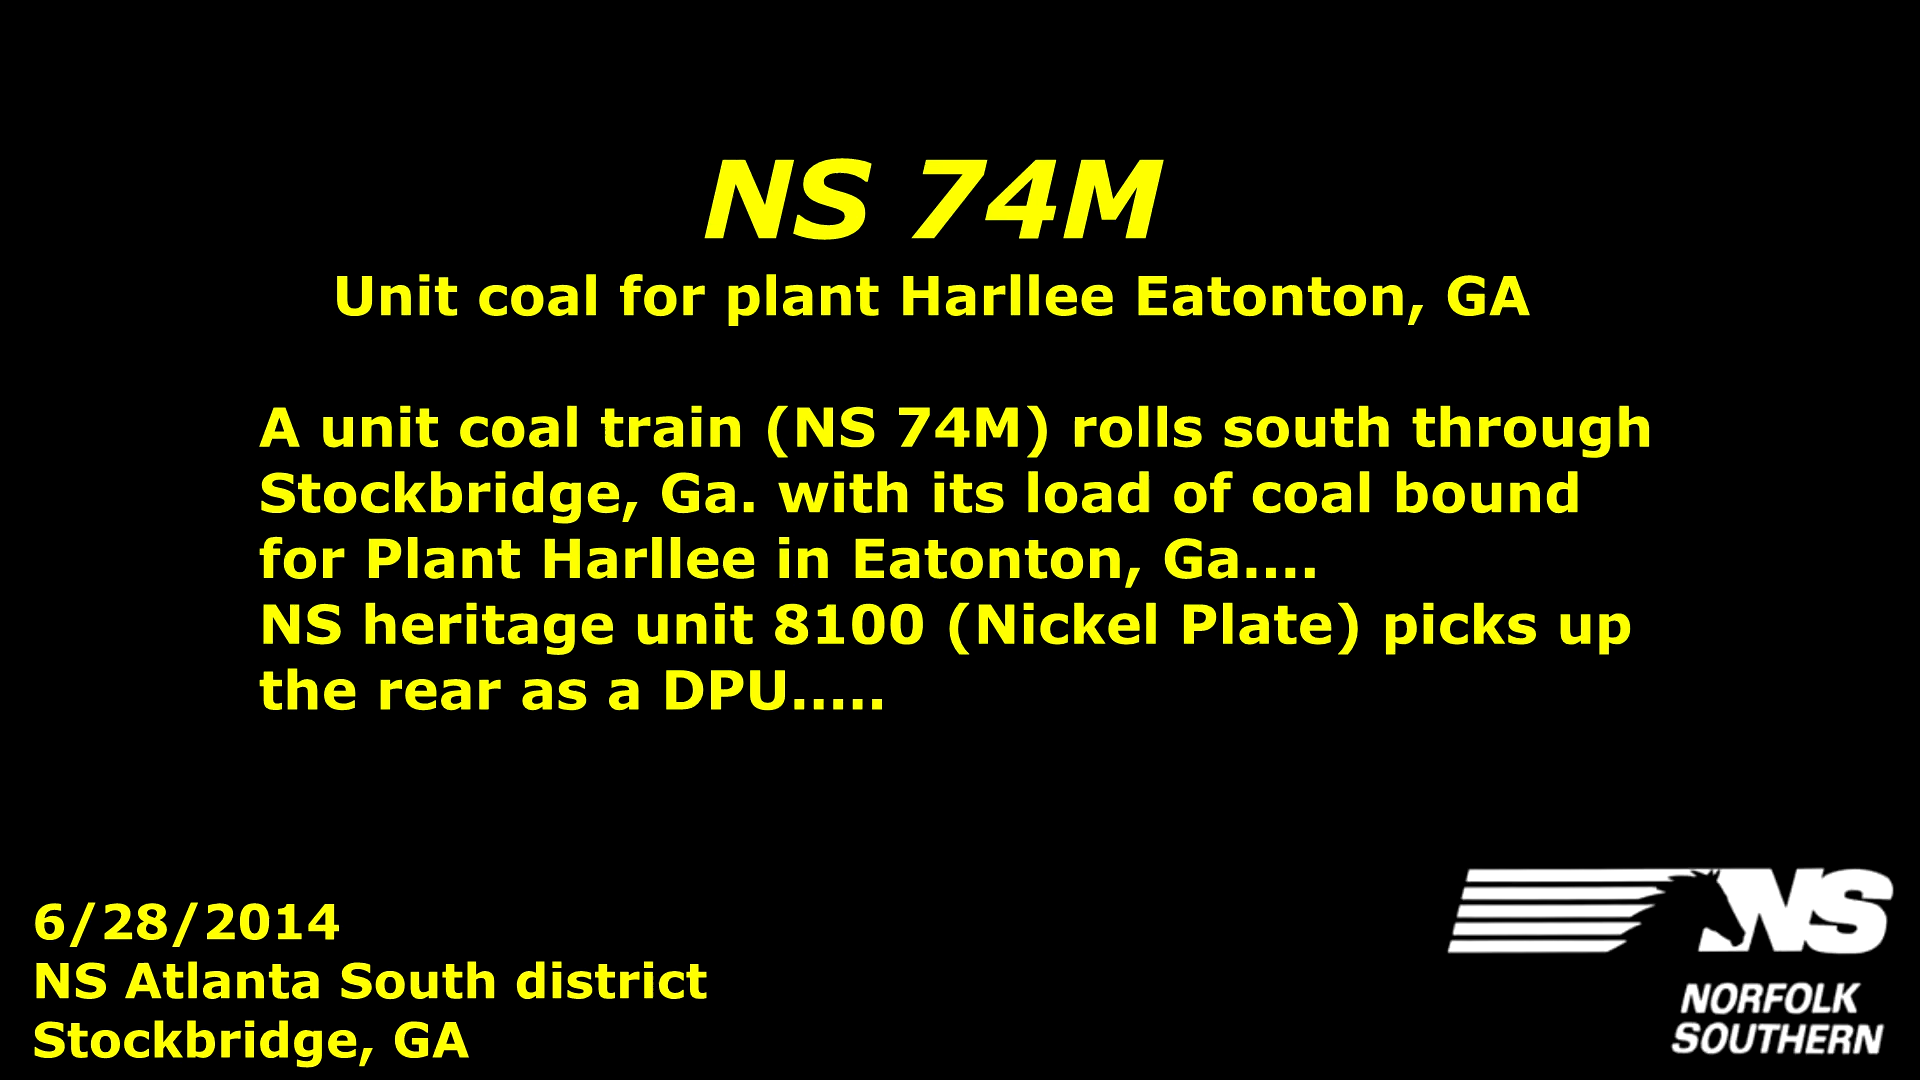 NS 74M
Unit coal for plant Harllee Eatonton, GA
A unit coal train (NS 74M) rolls south through
Stockbridge, Ga. with its load of coal bound
for Plant Harllee in Eatonton, Ga....
NS heritage unit 8100 (Nickel Plate) picks up
the rear as a DPU.....
6/28/2014
NS Atlanta South district
Stockbridge, GA
NS
NORFOLK
SOUTHERN